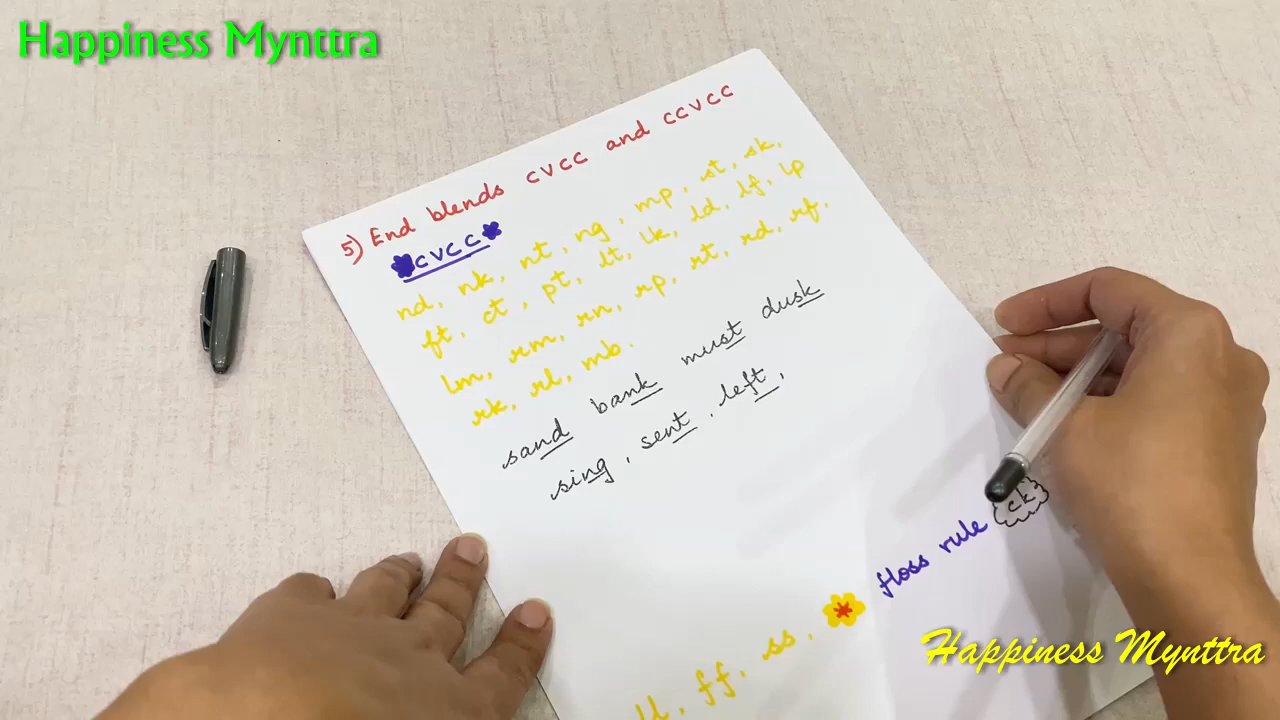 Happiness Mynttra
5) End blends CVCC and CCVCC
CVCC
nd, nk, nt, ng, mp, st, sk,
ft, ct, pt, lt, lk, ld, lf, lp
lm, rm, rn, rp, rt, rd, rf,
rk, rl, mb.
sand bank must dusk
sing, sent, left,
ll, ff, ss, floss rule ck
Happiness Mynttra